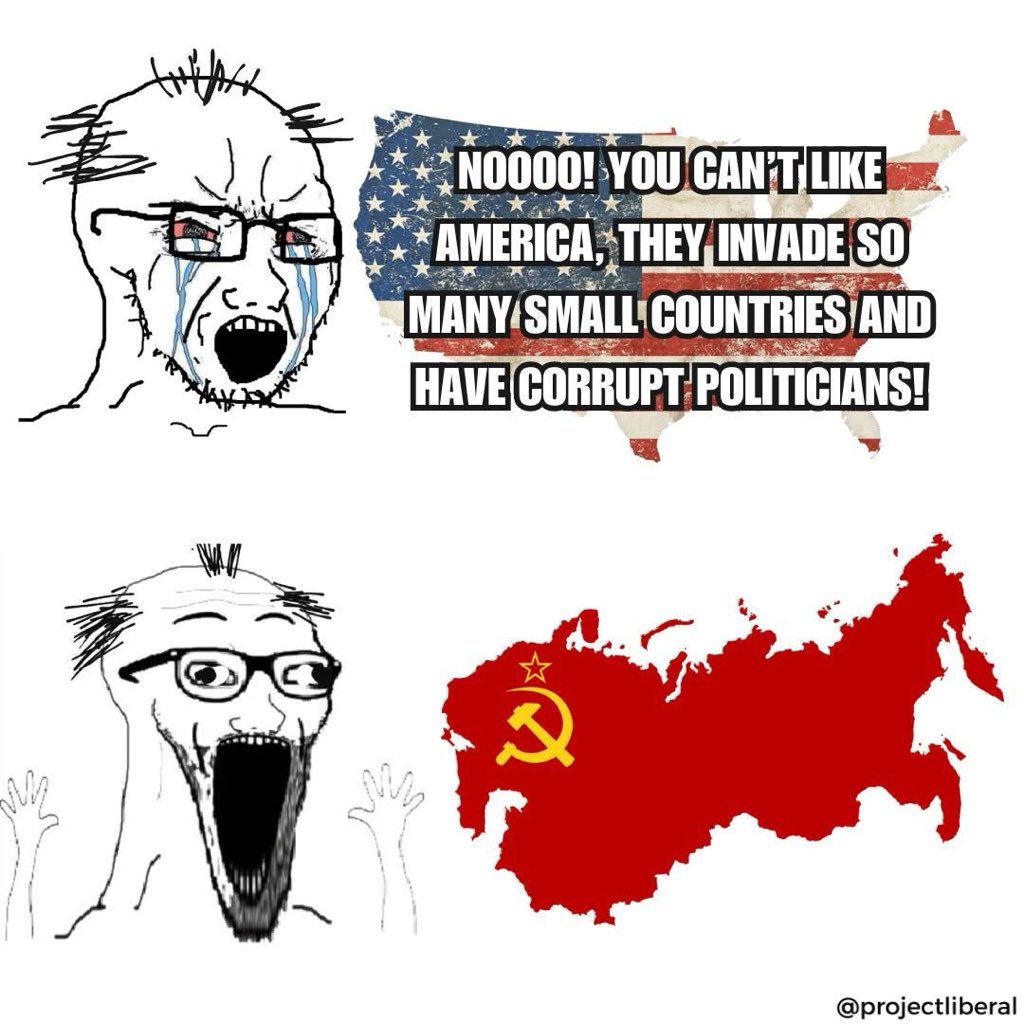 NOOOO! YOU CAN'T LIKE
AMERICA, THEY INVADE SO
MANY SMALL COUNTRIES AND
HAVE CORRUPT POLITICIANS!
@projectliberal